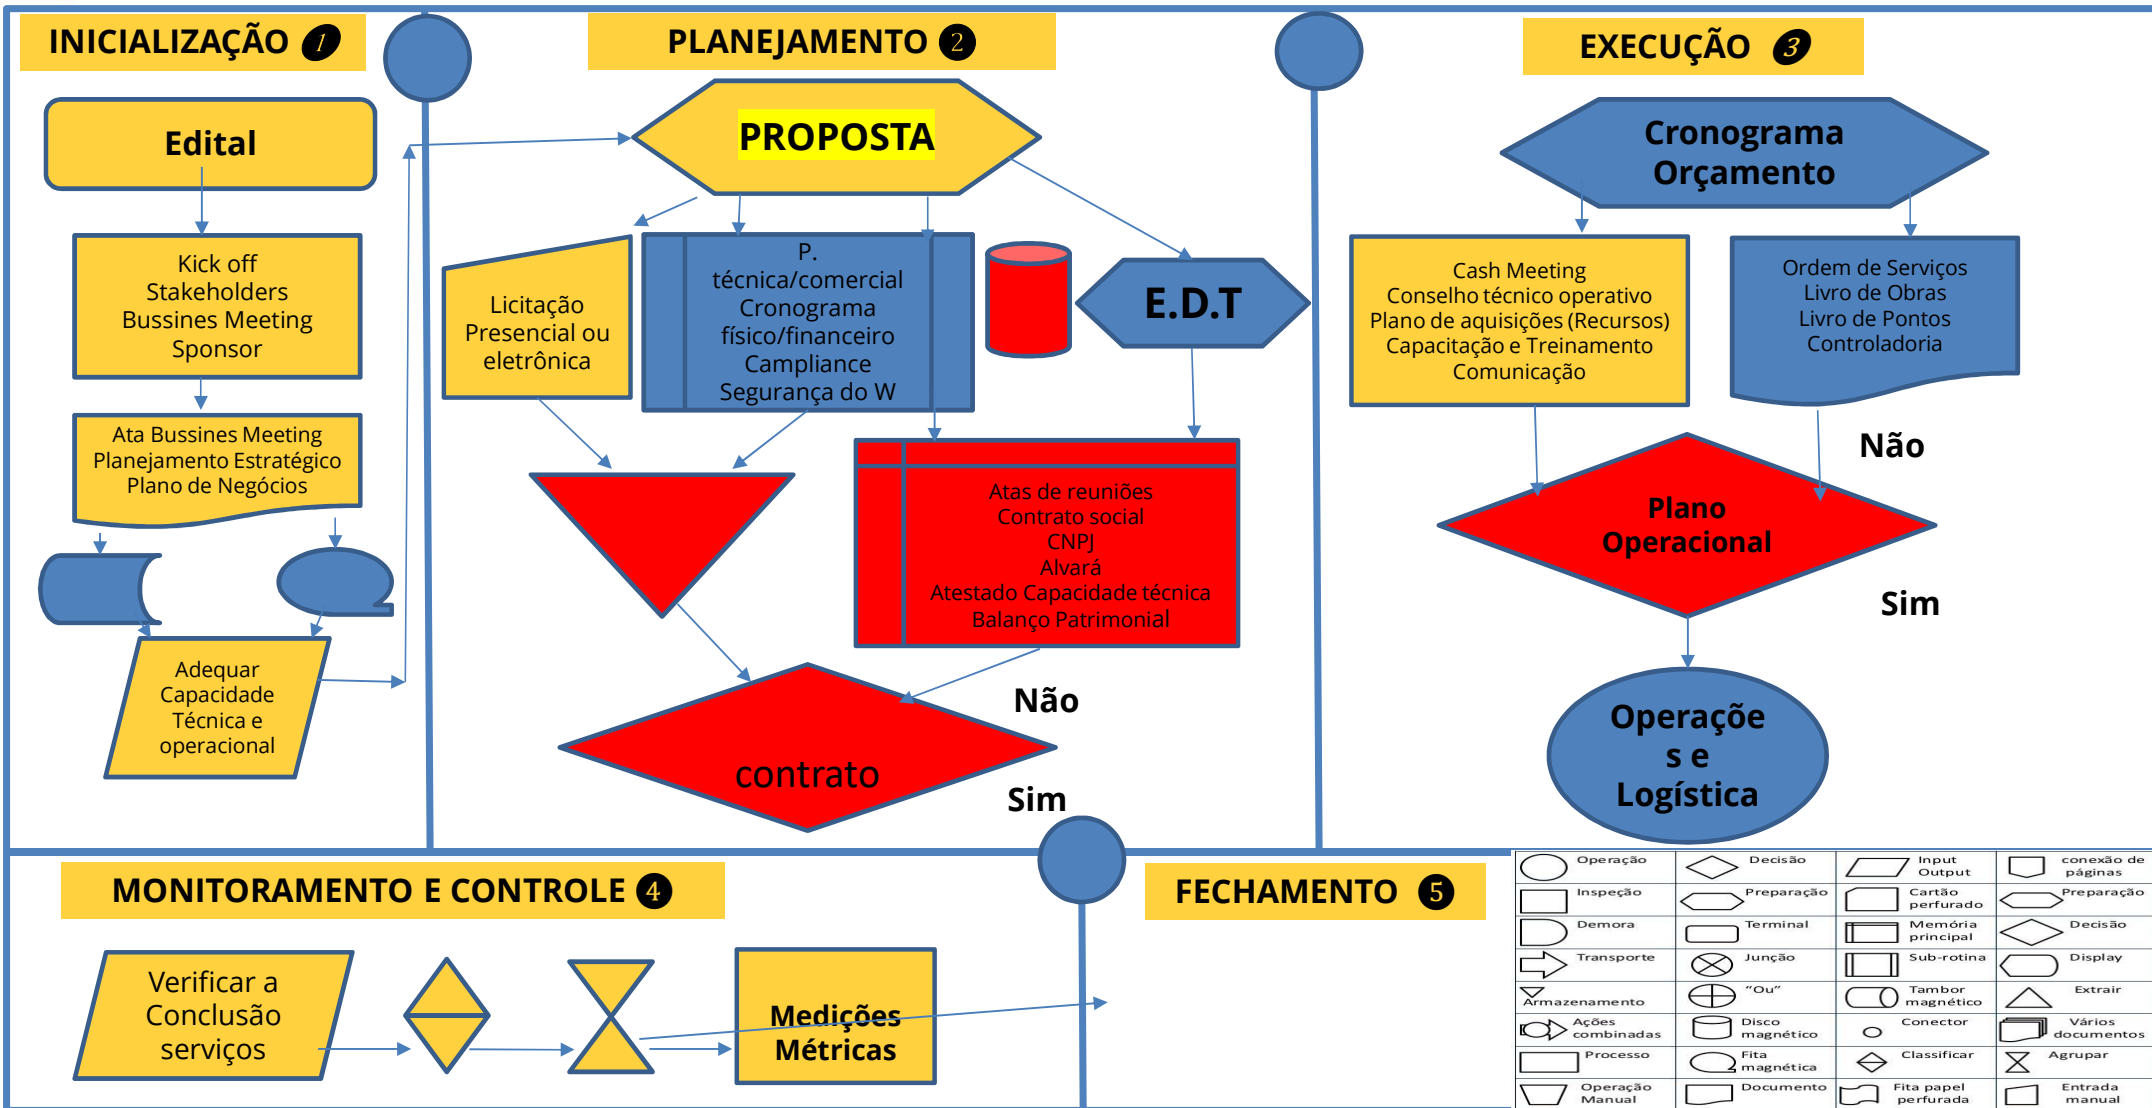 INICIALIZAÇÃO 1
PLANEJAMENTO 2
EXECUÇÃO 3
Edital
Kick off
Stakeholders
Bussines Meeting
Sponsor
Ata Bussines Meeting
Planejamento Estratégico
Plano de Negócios
Adequar
Capacidade
Técnica e
operacional
PROPOSTA
Licitação
Presencial ou
eletrônica
P.
técnica/comercial
Cronograma
físico/financeiro
Campliance
Segurança do W
E.D.T
Atas de reuniões
Contrato social
CNPJ
Alvará
Atestado Capacidade técnica
Balanço Patrimonial
Não
contrato
Sim
Cronograma
Orçamento
Cash Meeting
Conselho técnico operativo
Plano de aquisições (Recursos)
Capacitação e Treinamento
Comunicação
Ordem de Serviços
Livro de Obras
Livro de Pontos
Controladoria
Não
Plano
Operacional
Sim
Operaçõe
s e
Logística
MONITORAMENTO E CONTROLE 4
Verificar a
Conclusão
serviços
Medições
Métricas
FECHAMENTO 5
Operação
Decisão
Input
Output
conexão de
páginas
Inspeção
Preparação
Cartão
perfurado
Preparação
Demora
Terminal
Memória
principal
Decisão
Transporte
Junção
Sub-rotina
Display
Armazenamento
"Ou"
Tambor
magnético
Extrair
Ações
combinadas
Disco
magnético
Conector
Vários
documentos
Processo
Fita
magnética
Classificar
Agrupar
Operação
Manual
Documento
Fita papel
perfurada
Entrada
manual